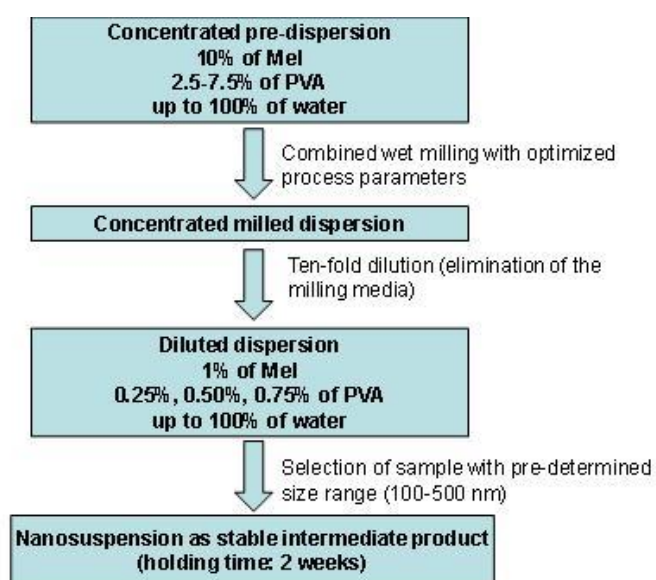 Concentrated pre-dispersion
10% of Mel
2.5-7.5% of PVA
up to 100% of water
Combined wet milling with optimized
process parameters
Concentrated milled dispersion
Ten-fold dilution (elimination of the
milling media)
Diluted dispersion
1% of Mel
0.25%, 0.50%, 0.75% of PVA
up to 100% of water
Selection of sample with pre-determined
size range (100-500 nm)
Nanosuspension as stable intermediate product
(holding time: 2 weeks)